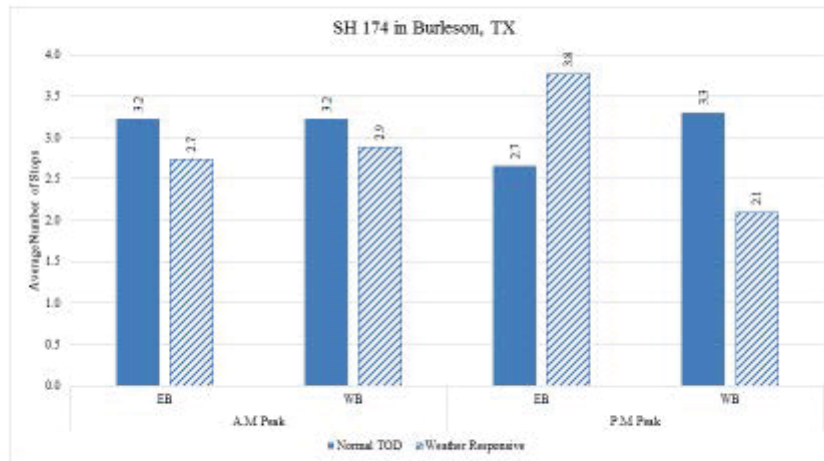 SH 174 in Burleson, TX
Average Number of Stops
4.0
3.5
3.0
2.5
2.0
1.5
1.0
0.5
0.0
3.2
2.7
3.2
2.9
2.7
3.8
3.3
2.1
EB
WB
EB
WB
A.M Peak
P.M Peak
Normal TOD
Weather Responsive